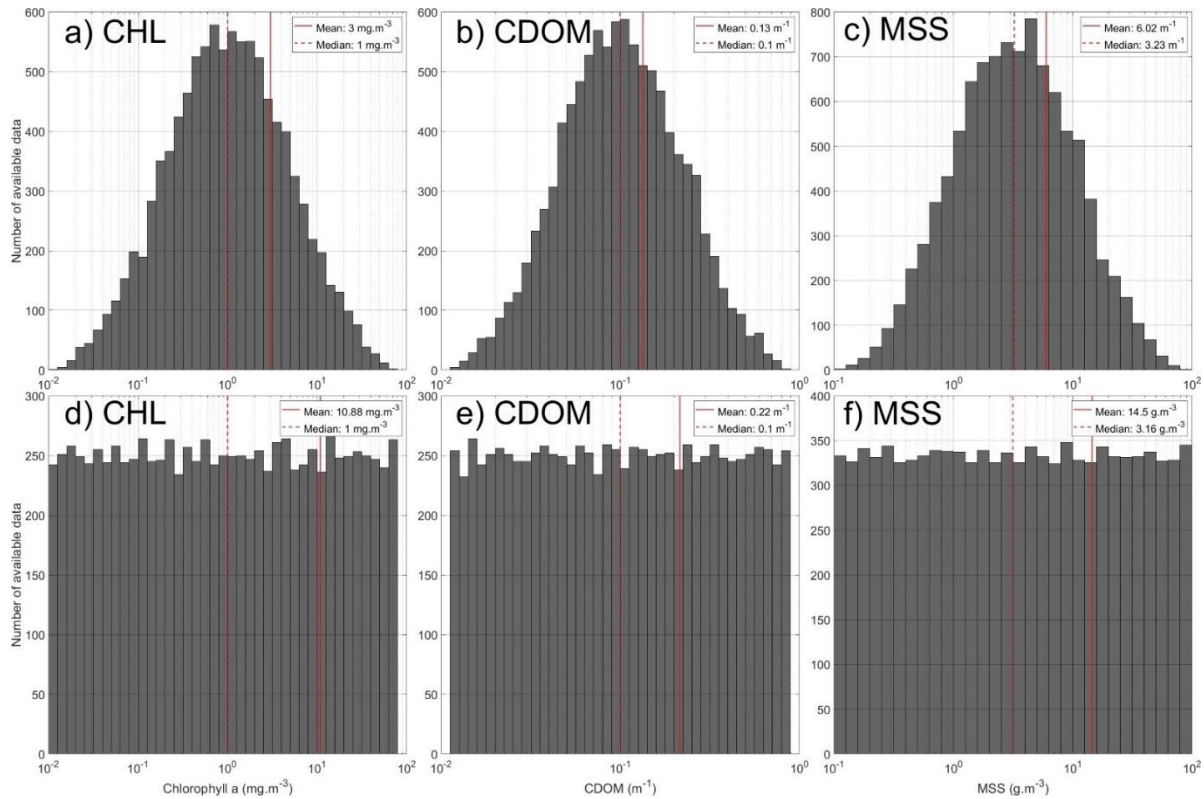 a) CHL
Mean: 3 mg.m⁻³
Median: 1 mg.m⁻³
b) CDOM
Mean: 0.13 m⁻¹
Median: 0.1 m⁻¹
c) MSS
Mean: 6.02 m⁻¹
Median: 3.23 m⁻¹
Number of available data
600
500
400
300
200
100
0
10⁻² 10⁻¹ 10⁰ 10¹ 10²
600
500
400
300
200
100
0
10⁻² 10⁻¹ 10⁰
800
700
600
500
400
300
200
100
0
10⁻¹ 10⁰ 10¹ 10²
d) CHL
Mean: 10.88 mg.m⁻³
Median: 1 mg.m⁻³
e) CDOM
Mean: 0.22 m⁻¹
Median: 0.1 m⁻¹
f) MSS
Mean: 14.5 g.m⁻³
Median: 3.16 g.m⁻³
Number of available data
300
250
200
150
100
50
0
10⁻² 10⁻¹ 10⁰ 10¹ 10²
Chlorophyll a (mg.m⁻³)
300
250
200
150
100
50
0
10⁻² 10⁻¹ 10⁰
CDOM (m⁻¹)
400
350
300
250
200
150
100
50
0
10⁻¹ 10⁰ 10¹ 10²
MSS (g.m⁻³)